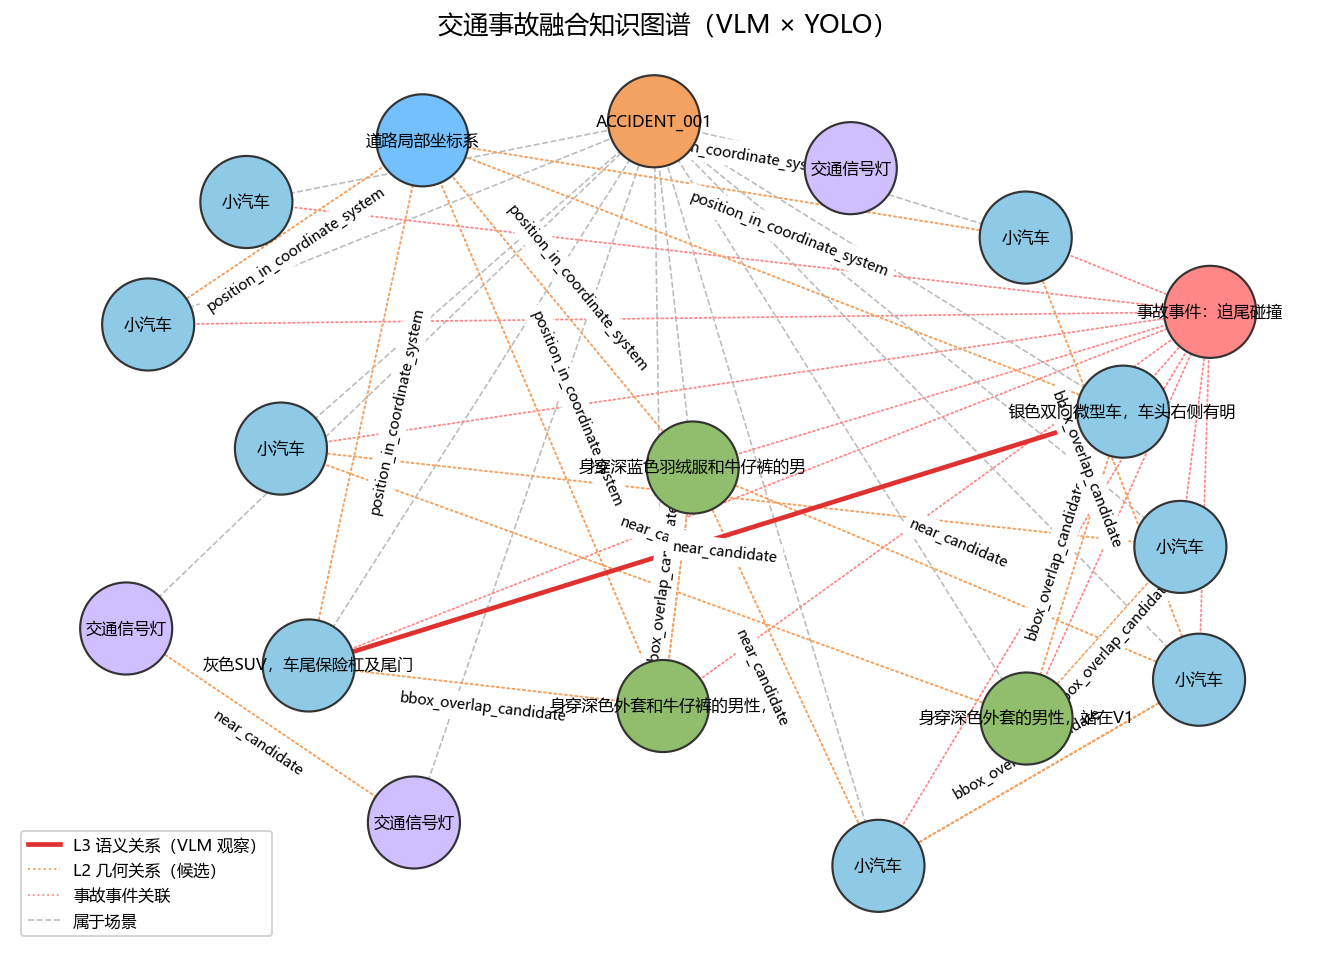 交通事故融合知识图谱（VLM × YOLO）
ACCIDENT_001
道路局部坐标系
交通信号灯
n_coordinate_sys
小汽车
position_in_coordinate_system
position_in_coordinate_system
position_in_coordinate_system
小汽车
事故事件：追尾碰撞
小汽车
position_in_coordinate_system
position_in_coordinate_system
银色双门微型车，车头右侧有明
小汽车
身穿深蓝色羽绒服和牛仔裤的男
bbox_overlap_candidate
near_ca
near_candidate
near_candidate
bbox_overlap_candidate
小汽车
bbox_overlap_candidate
bbox_overlap_candidate
交通信号灯
灰色SUV，车尾保险杠及尾门
near_candidate
小汽车
bbox_overlap_candidate
身穿深色外套和牛仔裤的男性，
身穿深色外套的男性，站在V1
near_candidate
交通信号灯
小汽车
L3 语义关系（VLM 观察）
L2 几何关系（候选）
事故事件关联
属于场景